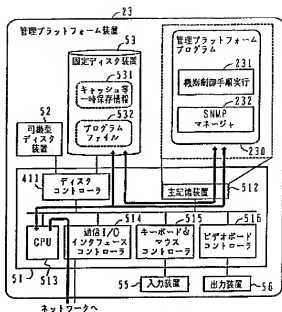 23
管理プラットフォーム装置
53
固定ディスク装置
531
キャッシュ等
一時保存情報
532
プログラム
ファイル
52
可搬型
ディスク
装置
管理プラットフォーム
プログラム
231
機別制御手順実行
232
SNMP
マネージャ
230
411
ディスク
コントローラ
主記憶装置
512
514
515
516
CPU
通信I/O
インタフェース
コントローラ
キーボード&
マウス
コントローラ
ビデオボード
コントローラ
51
513
55
入力装置
出力装置
56
ネットワークへ